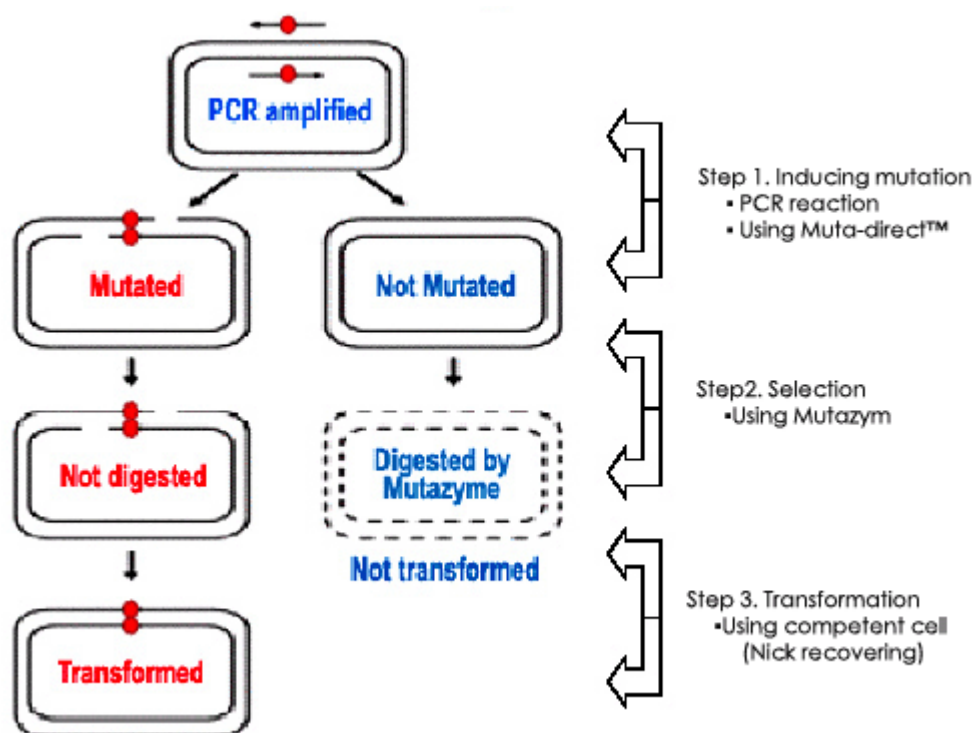 PCR amplified
Step 1. Inducing mutation
▪ PCR reaction
▪ Using Muta-direct™
Mutated
Not Mutated
Step2. Selection
▪Using Mutazym
Not digested
Digested by
Mutazyme
Not transformed
Step 3. Transformation
▪Using competent cell
(Nick recovering)
Transformed